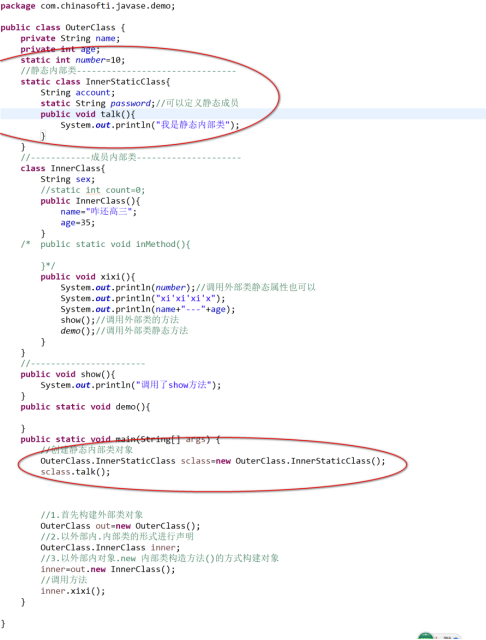 package com.chinasofti.javase.demo;
public class OuterClass {
private String name;
private int age;
static int number=10;
//静态内部类--------------------------------
static class InnerStaticClass{
String account;
static String password;//可以定义静态成员
public void talk(){
System.out.println("我是静态内部类");
}
}
//------------成员内部类---------------------
class InnerClass{
String sex;
//static int count=0;
public InnerClass(){
name="咋还高三";
age=35;
}
/* public static void inMethod(){
}*/
public void xixi(){
System.out.println(number);//调用外部类静态属性也可以
System.out.println("xi'xi'xi'x");
System.out.println(name+"---"+age);
show();//调用外部类的方法
demo();//调用外部类静态方法
}
}
//-----------------------
public void show(){
System.out.println("调用了show方法");
}
public static void demo(){
}
public static void main(String[] args) {
//创建静态内部类对象
OuterClass.InnerStaticClass sclass=new OuterClass.InnerStaticClass();
sclass.talk();
//1.首先构建外部类对象
OuterClass out=new OuterClass();
//2.以外部内.内部类的形式进行声明
OuterClass.InnerClass inner;
//3.以外部内对象.new 内部类构造方法()的方式构建对象
inner=out.new InnerClass();
//调用方法
inner.xixi();
}
}